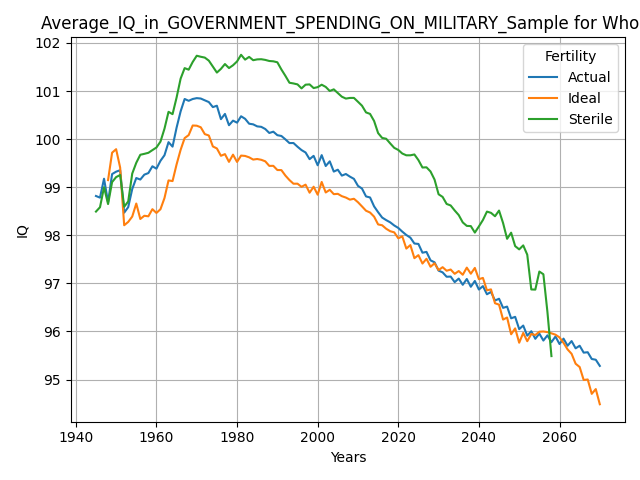 Average_IQ_in_GOVERNMENT_SPENDING_ON_MILITARY_Sample for Who
102
101
100
99
98
97
96
95
IQ
Fertility
Actual
Ideal
Sterile
1940
1960
1980
2000
2020
2040
2060
Years